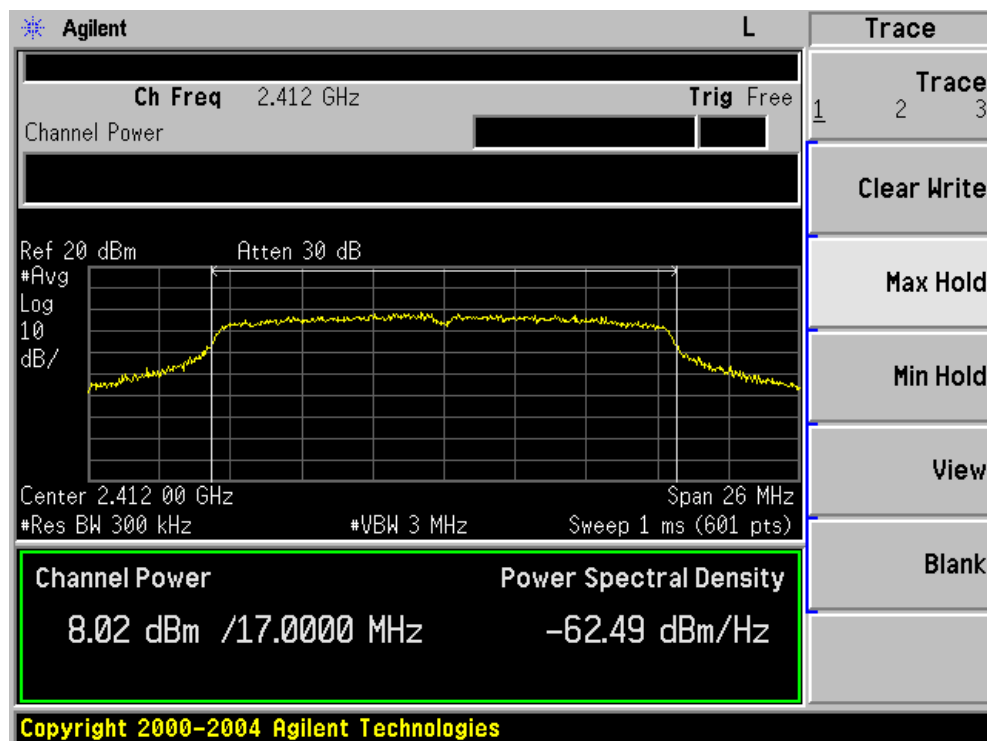 Agilent L Trace
Ch Freq 2.412 GHz Trig Free
Channel Power
Trace
1 2 3
Clear Write
Max Hold
Min Hold
View
Blank
Ref 20 dBm Atten 30 dB
#Avg
Log
10
dB/
Center 2.412 00 GHz Span 26 MHz
#Res BW 300 kHz #VBW 3 MHz Sweep 1 ms (601 pts)
Channel Power Power Spectral Density
8.02 dBm /17.0000 MHz -62.49 dBm/Hz
Copyright 2000-2004 Agilent Technologies